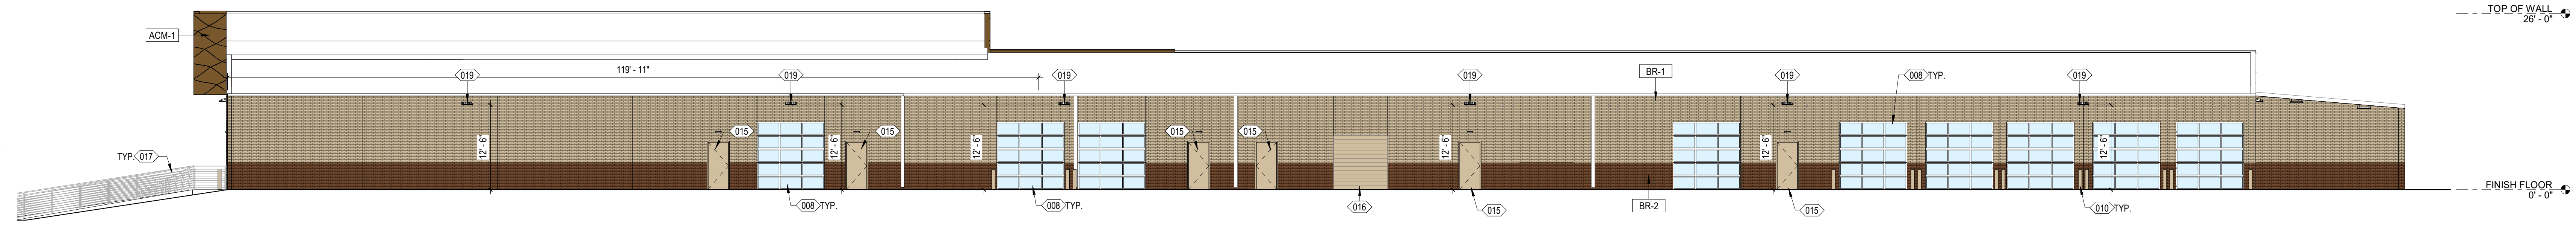 TOP OF WALL
26' - 0"
ACM-1
119' - 11"
019
019
019
019
BR-1
019
008 TYP.
019
015
015
015
015
12' - 6"
12' - 6"
12' - 6"
12' - 6"
12' - 6"
12' - 6"
TYP. 017
FINISH FLOOR
0' - 0"
008 TYP.
008 TYP.
016
015
BR-2
015
010 TYP.